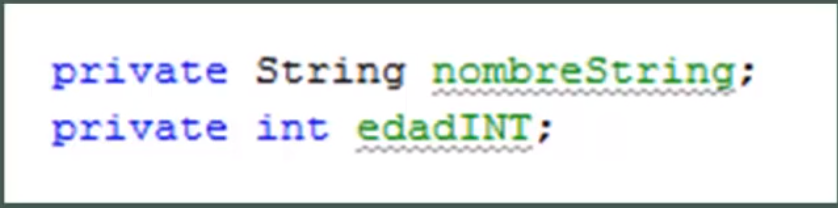 private String nombreString;
private int edadINT;